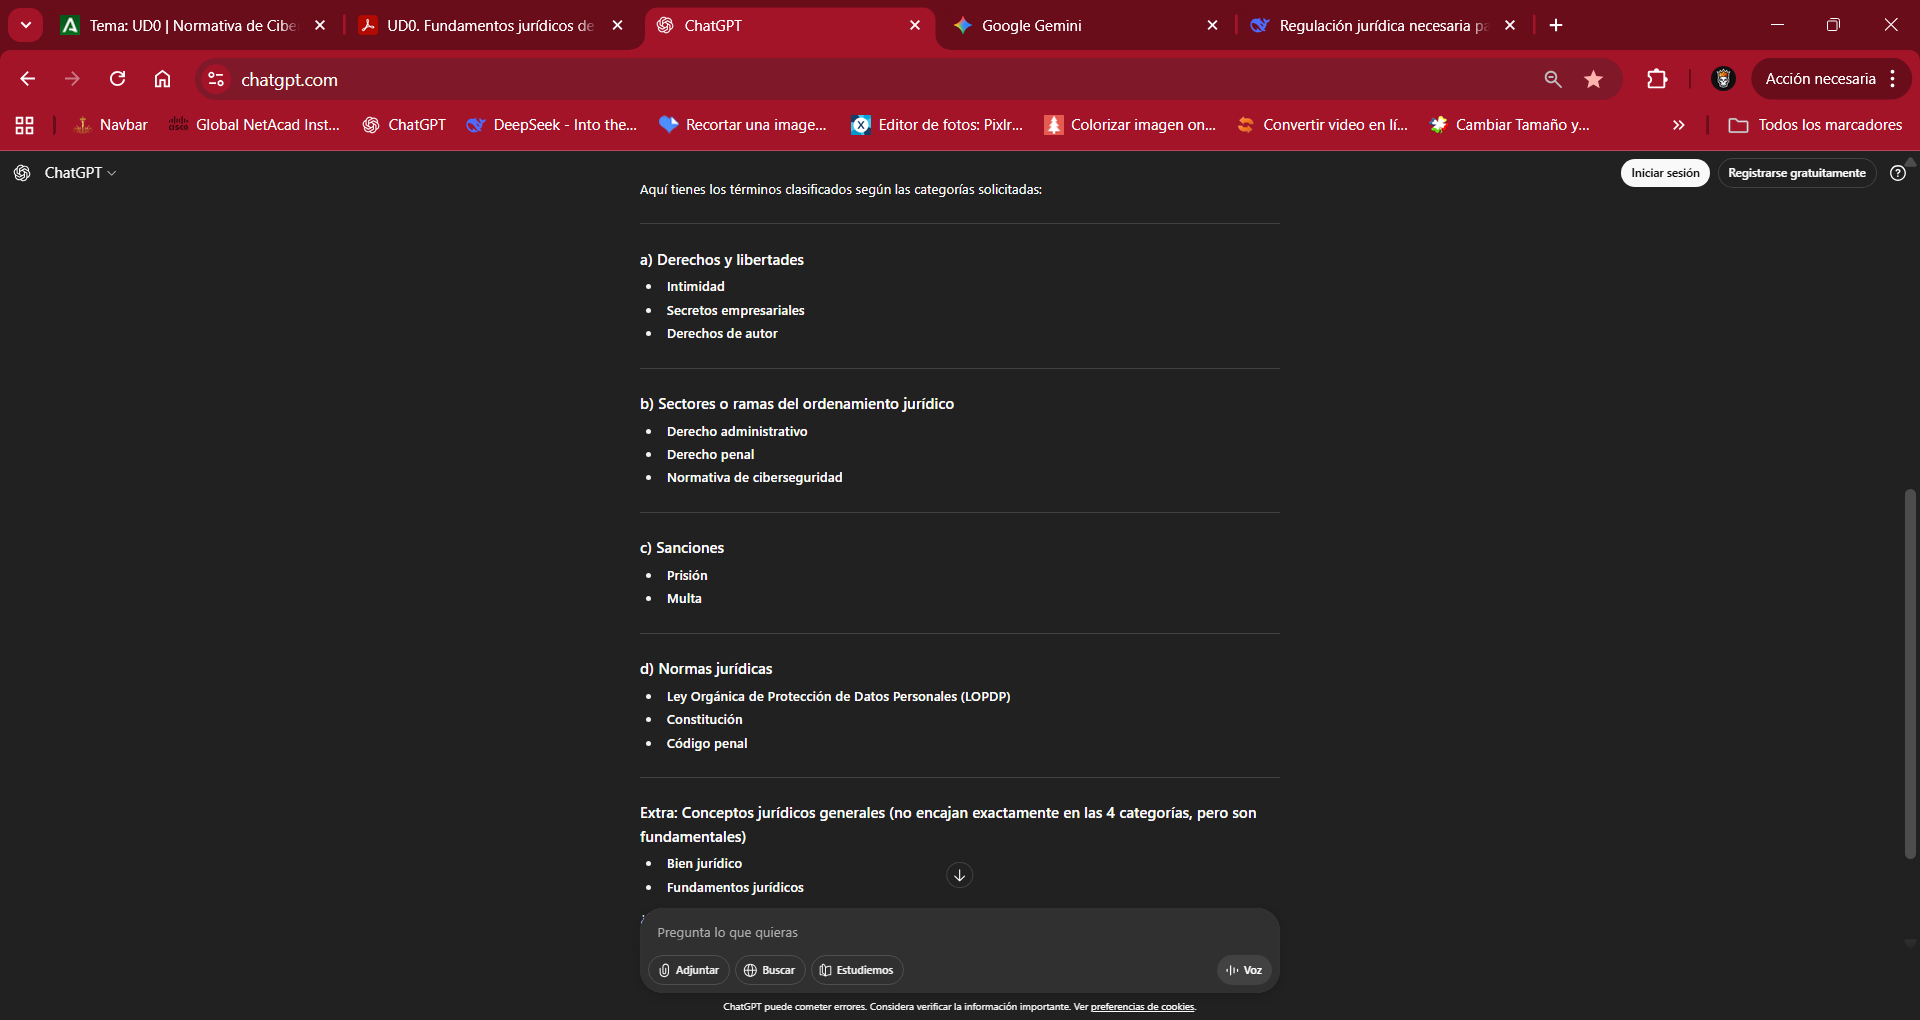 Tema: UD0 | Normativa de Cibe
UD0. Fundamentos jurídicos de
ChatGPT
Google Gemini
Regulación jurídica necesaria pa
chatgpt.com
Acción necesaria
Navbar
Global NetAcad Inst...
ChatGPT
DeepSeek - Into the...
Recortar una image...
Editor de fotos: Pixlr...
Colorizar imagen on...
Convertir video en lí...
Cambiar Tamaño y...
Todos los marcadores
ChatGPT
Iniciar sesión
Registrarse gratuitamente
Aquí tienes los términos clasificados según las categorías solicitadas:
a) Derechos y libertades
Intimidad
Secretos empresariales
Derechos de autor
b) Sectores o ramas del ordenamiento jurídico
Derecho administrativo
Derecho penal
Normativa de ciberseguridad
c) Sanciones
Prisión
Multa
d) Normas jurídicas
Ley Orgánica de Protección de Datos Personales (LOPDP)
Constitución
Código penal
Extra: Conceptos jurídicos generales (no encajan exactamente en las 4 categorías, pero son
fundamentales)
Bien jurídico
Fundamentos jurídicos
Pregunta lo que quieras
Adjuntar
Buscar
Estudiemos
Voz
ChatGPT puede cometer errores. Considera verificar la información importante. Ver preferencias de cookies.